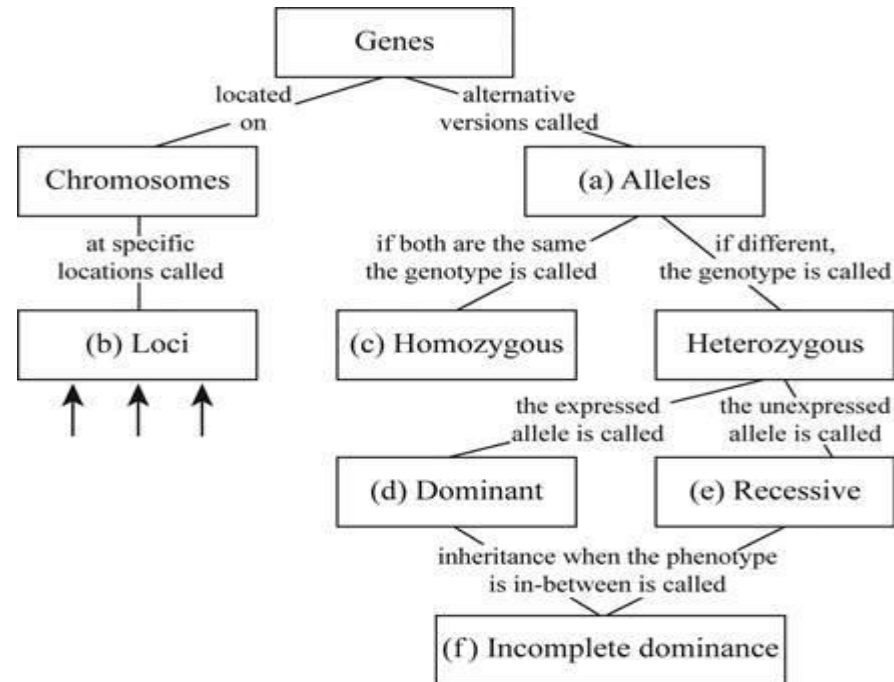 Genes
located
on
alternative
versions called
Chromosomes
(a) Alleles
at specific
locations called
if both are the same
the genotype is called
if different,
the genotype is called
(b) Loci
(c) Homozygous
Heterozygous
the expressed
allele is called
the unexpressed
allele is called
(d) Dominant
(e) Recessive
inheritance when the phenotype
is in-between is called
(f) Incomplete dominance